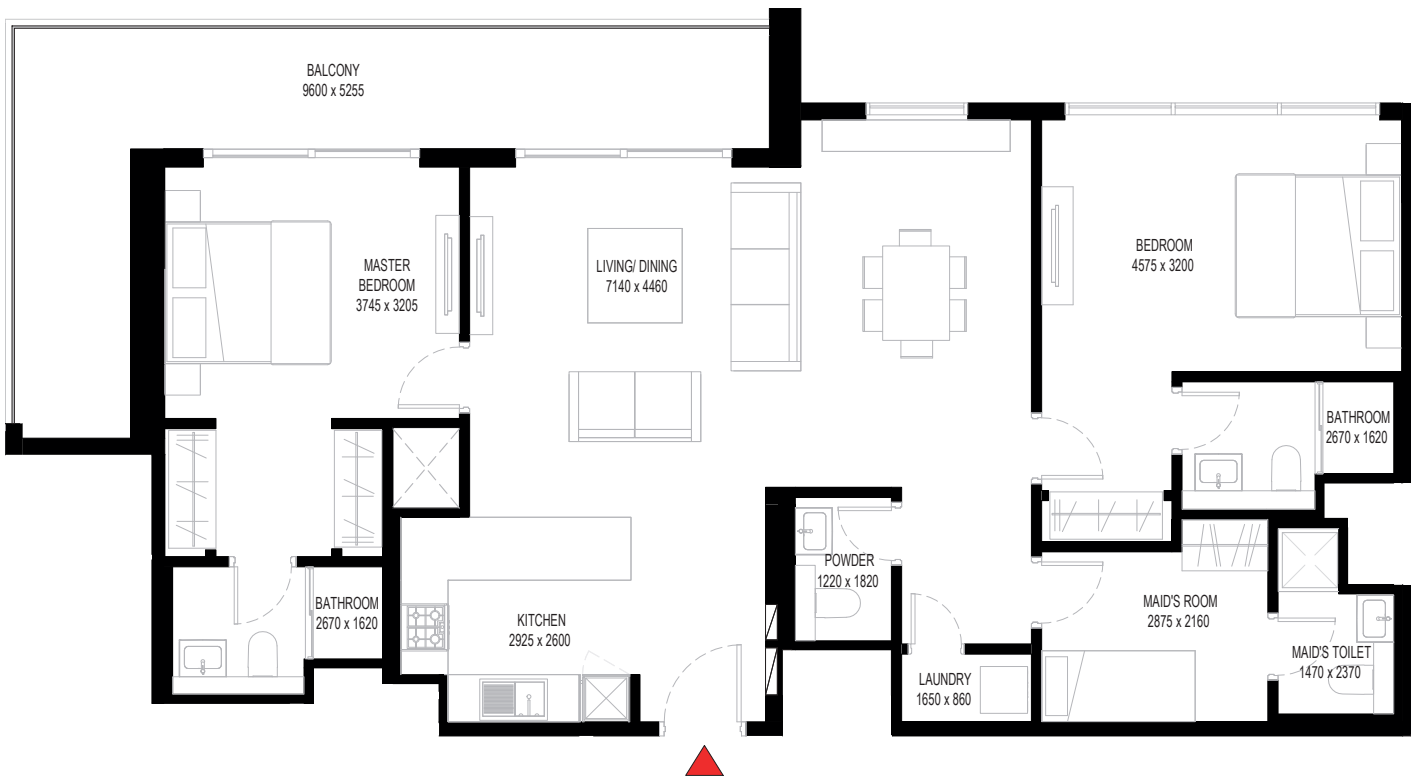 BALCONY
9600 x 5255
MASTER
BEDROOM
3745 x 3205
LIVING/ DINING
7140 x 4460
BEDROOM
4575 x 3200
BATHROOM
2670 x 1620
POWDER
1220 x 1820
BATHROOM
2670 x 1620
KITCHEN
2925 x 2600
MAID'S ROOM
2875 x 2160
MAID'S TOILET
1470 x 2370
LAUNDRY
1650 x 860